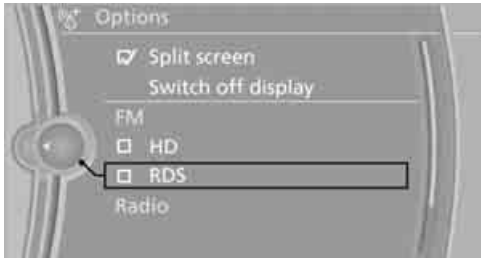 Options
Split screen
Switch off display
FM
HD
RDS
Radio